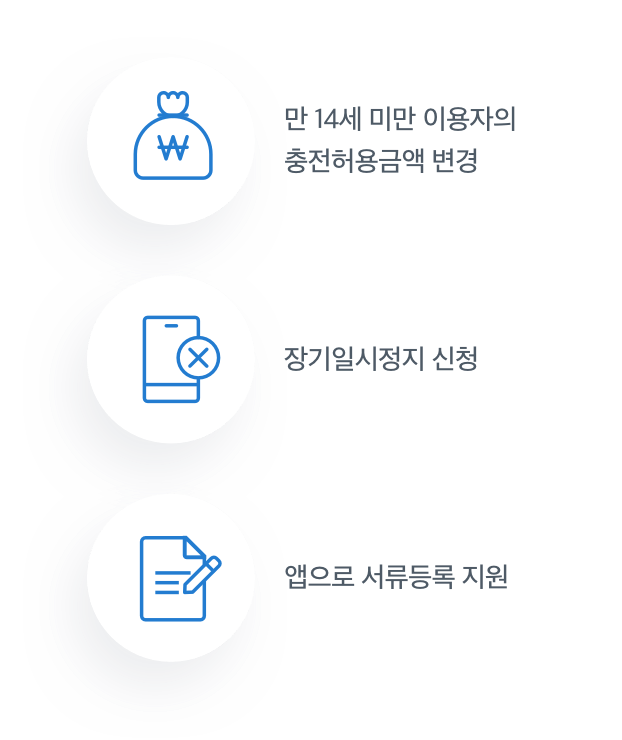 ₩
만 14세 미만 이용자의
충전허용금액 변경
장기일시정지 신청
앱으로 서류등록 지원